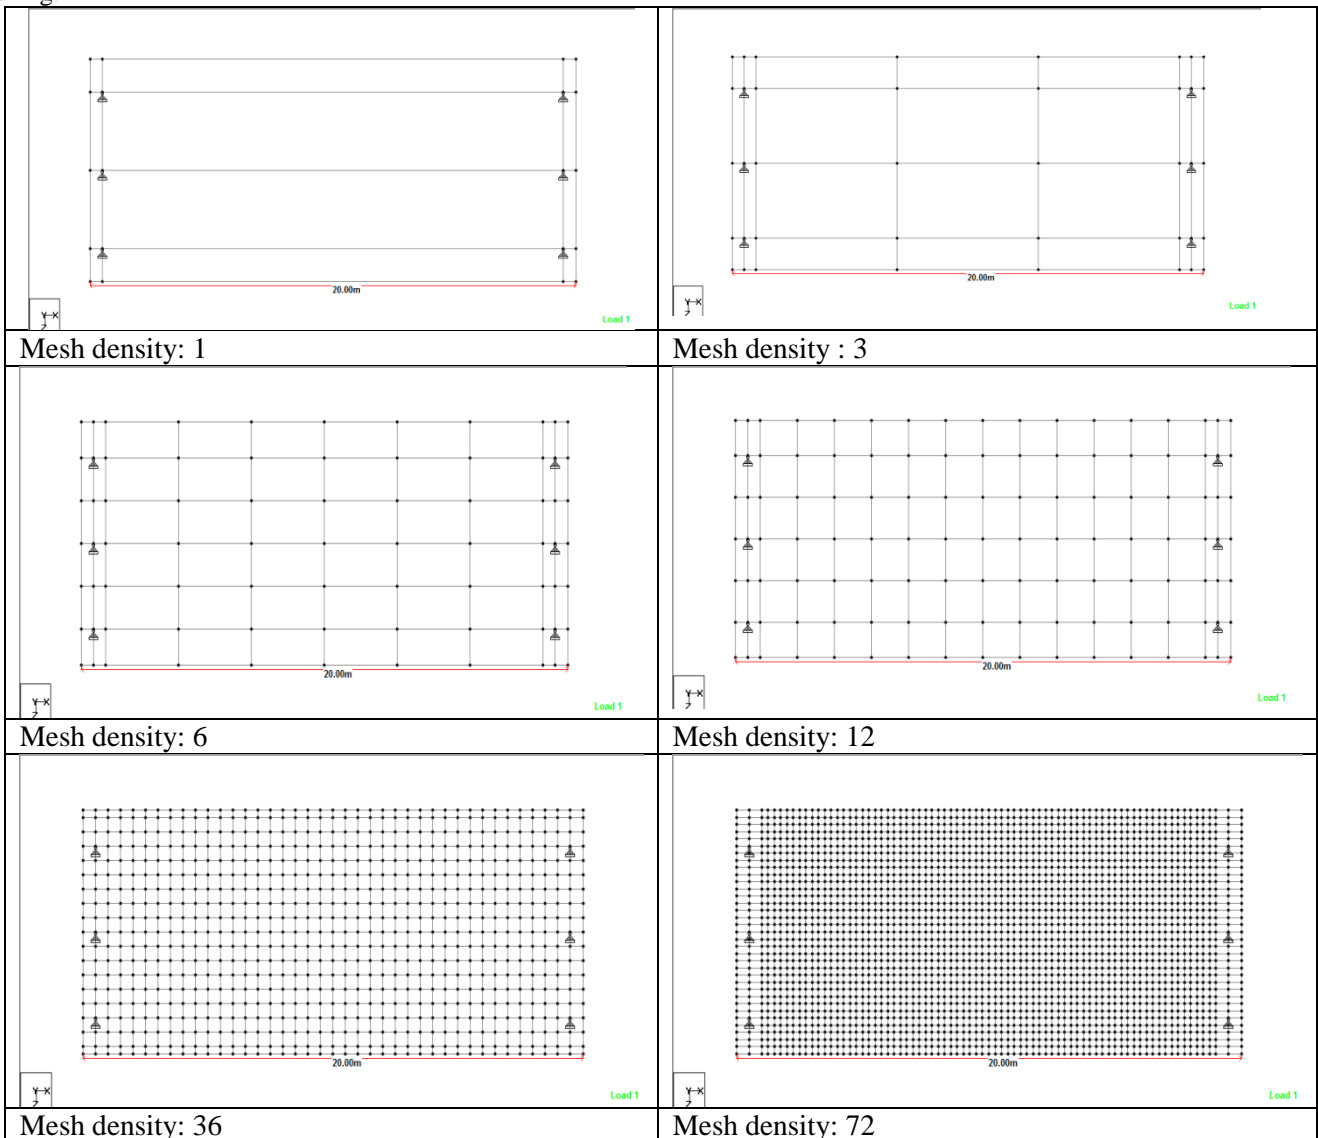 20.00m
Load 1
Y X
Z
20.00m
Load 1
Y X
Z
Mesh density: 1
Mesh density : 3
20.00m
Load 1
Y X
Z
20.00m
Load 1
Y X
Z
Mesh density: 6
Mesh density: 12
20.00m
Load 1
Y X
Z
20.00m
Load 1
Y X
Z
Mesh density: 36
Mesh density: 72